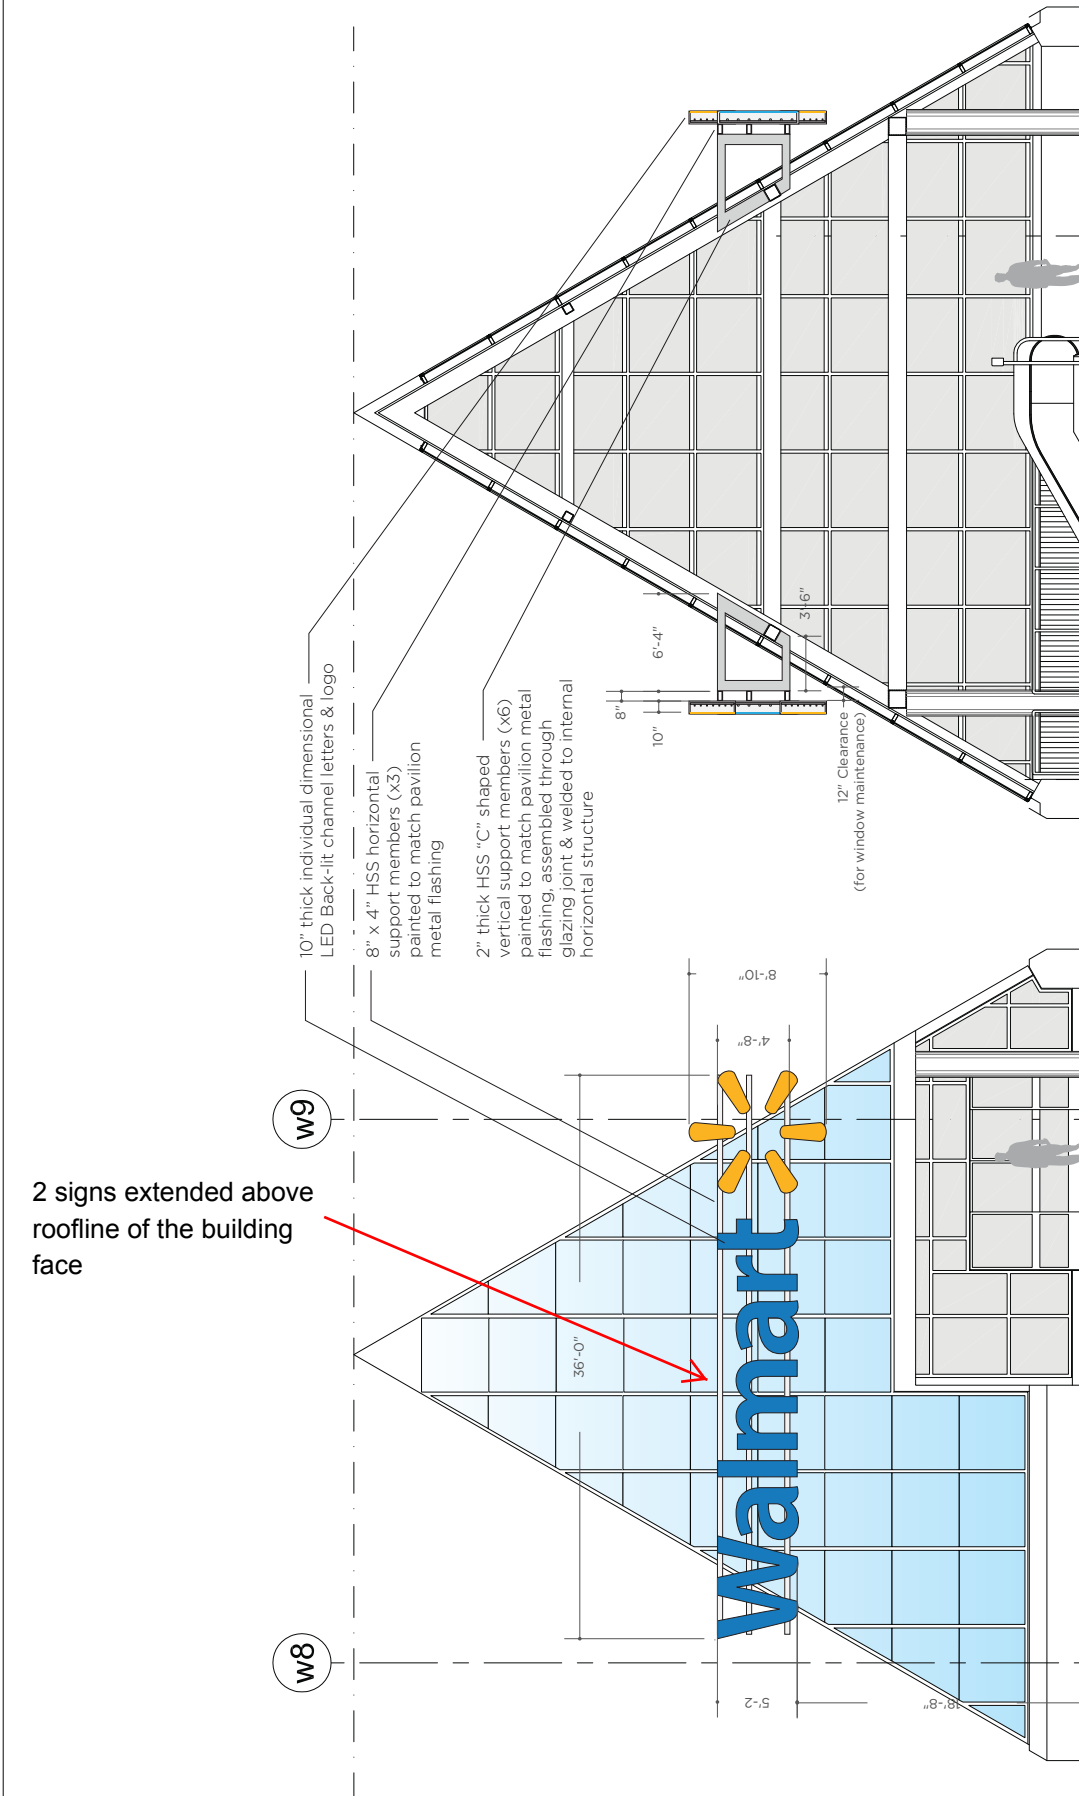 10" thick individual dimensional
LED Back-lit channel letters & logo
8" x 4" HSS horizontal
support members (x3)
painted to match pavilion
metal flashing
2" thick HSS "C" shaped
vertical support members (x6)
painted to match pavilion metal
flashing, assembled through
glazing joint & welded to internal
horizontal structure
6'-4"
8"
10"
3'-6"
12" Clearance
(for window maintenance)
w9
w8
2 signs extended above
roofline of the building
face
8'-10"
4'-8"
36'-0"
Walmart
5'-2
18'-8"